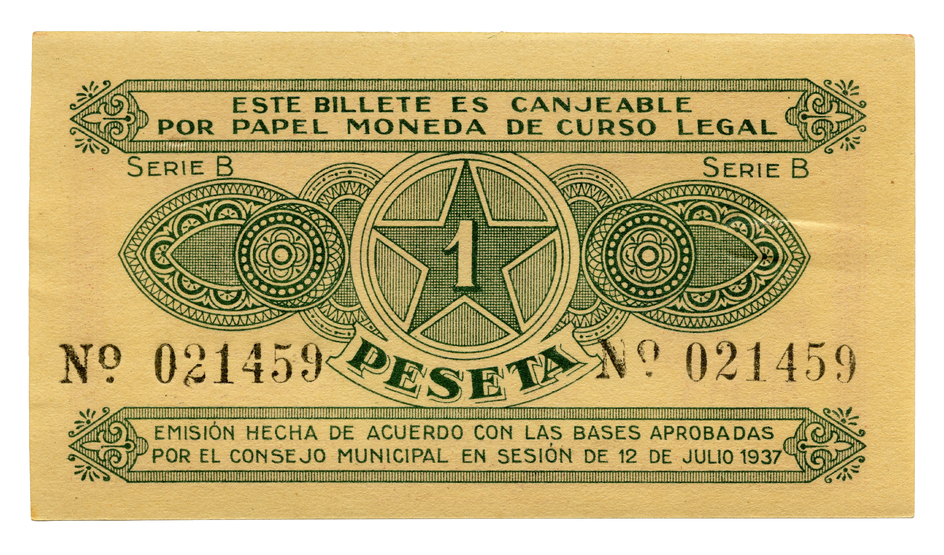 ESTE BILLETE ES CANJEABLE
POR PAPEL MONEDA DE CURSO LEGAL
SERIE B SERIE B
1
Nº 021459 Nº 021459
PESETA
EMISIÓN HECHA DE ACUERDO CON LAS BASES APROBADAS
POR EL CONSEJO MUNICIPAL EN SESIÓN DE 12 DE JULIO 1937